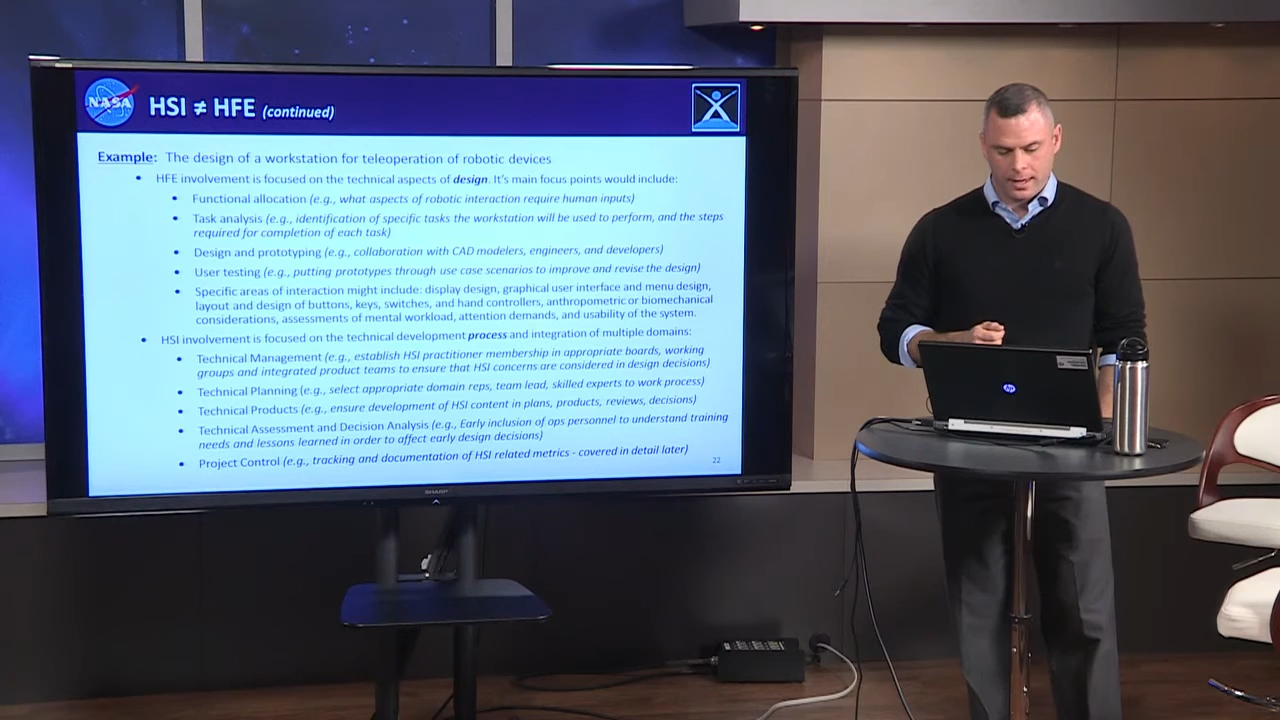 NASA
HSI ≠ HFE (continued)
Example: The design of a workstation for teleoperation of robotic devices
• HFE involvement is focused on the technical aspects of design. It's main focus points would include:
• Functional allocation (e.g., what aspects of robotic interaction require human inputs)
• Task analysis (e.g., identification of specific tasks the workstation will be used to perform, and the steps
required for completion of each task)
• Design and prototyping (e.g., collaboration with CAD modelers, engineers, and developers)
• User testing (e.g., putting prototypes through use case scenarios to improve and revise the design)
• Specific areas of interaction might include: display design, graphical user interface and menu design,
layout and design of buttons, keys, switches, and hand controllers, anthropometric or biomechanical
considerations, assessments of mental workload, attention demands, and usability of the system.
• HSI involvement is focused on the technical development process and integration of multiple domains:
• Technical Management (e.g., establish HSI practitioner membership in appropriate boards, working
groups and integrated product teams to ensure that HSI concerns are considered in design decisions)
• Technical Planning (e.g., select appropriate domain reps, team lead, skilled experts to work process)
• Technical Products (e.g., ensure development of HSI content in plans, products, reviews, decisions)
• Technical Assessment and Decision Analysis (e.g., Early inclusion of ops personnel to understand training
needs and lessons learned in order to affect early design decisions)
• Project Control (e.g., tracking and documentation of HSI related metrics - covered in detail later)
22
SHARP
hp